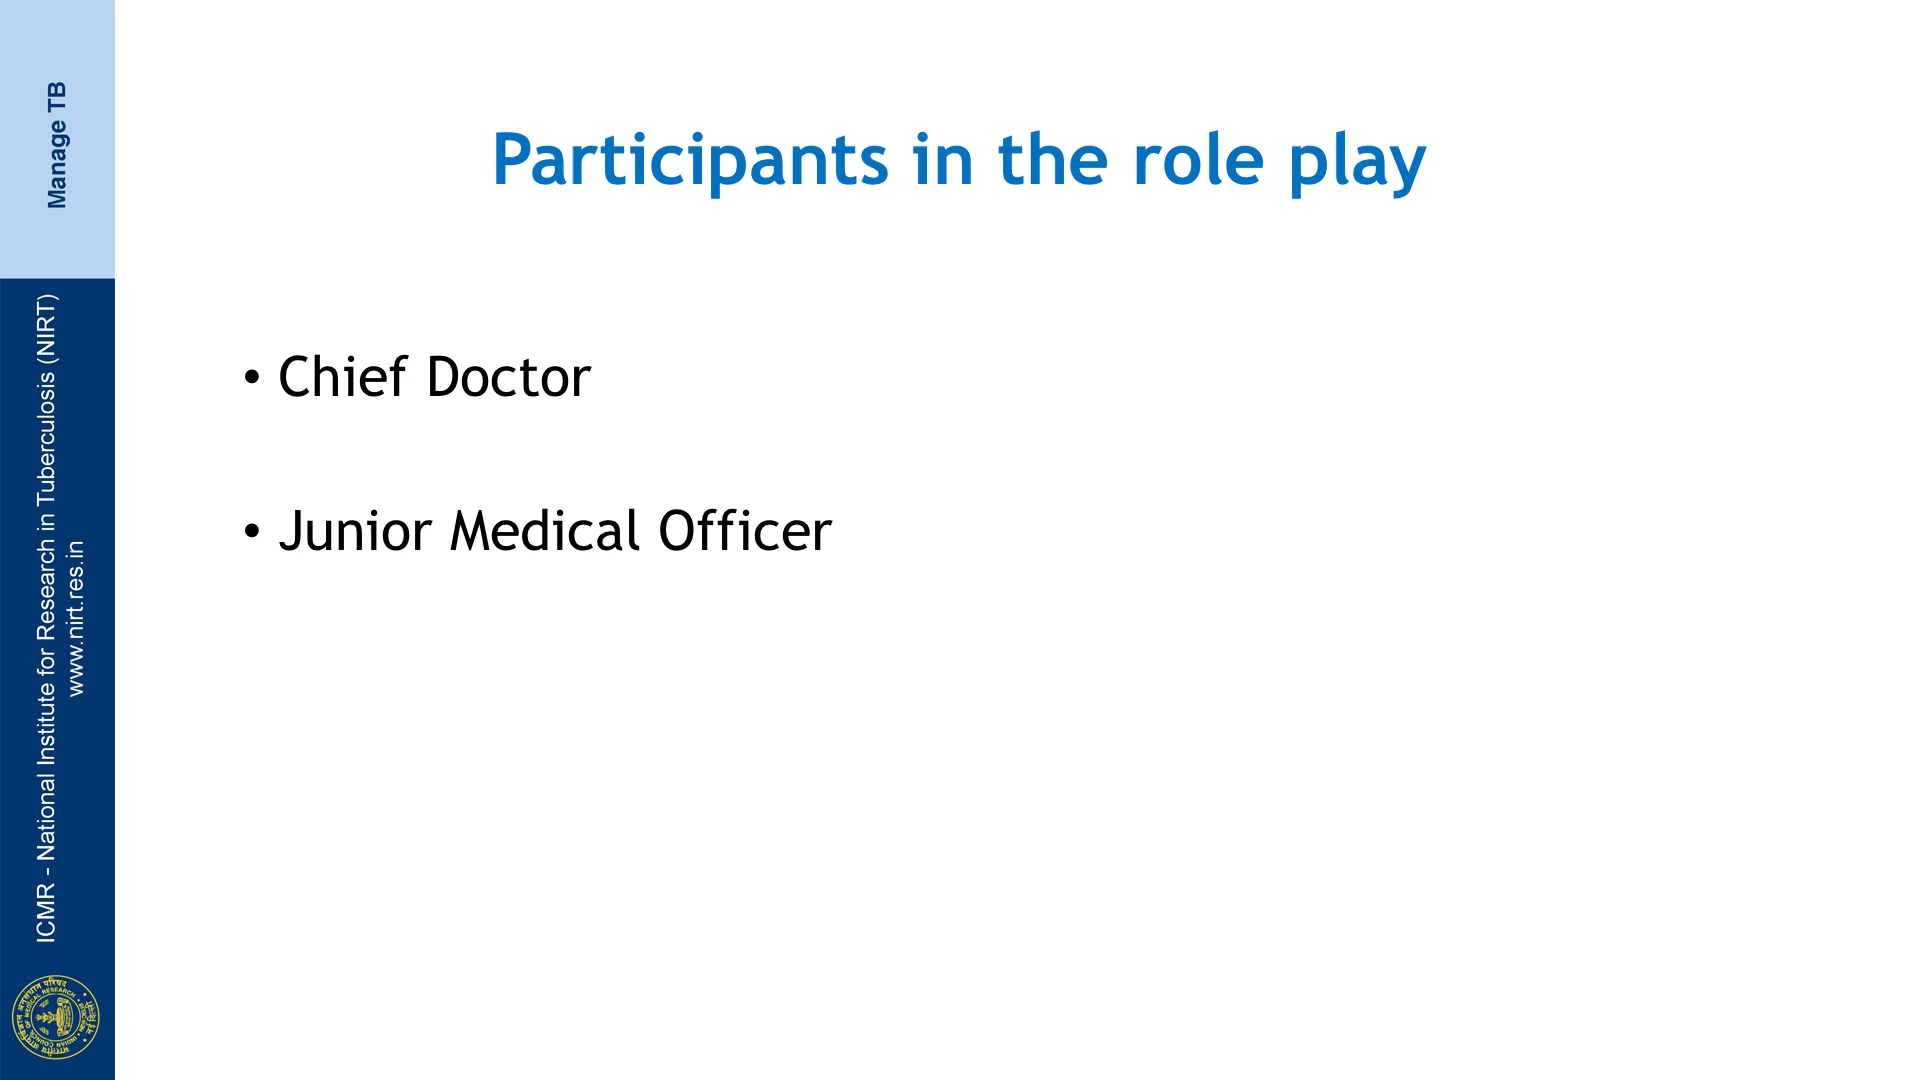 Manage TB
ICMR - National Institute for Research in Tuberculosis (NIRT)
www.nirt.res.in
Participants in the role play
• Chief Doctor
• Junior Medical Officer